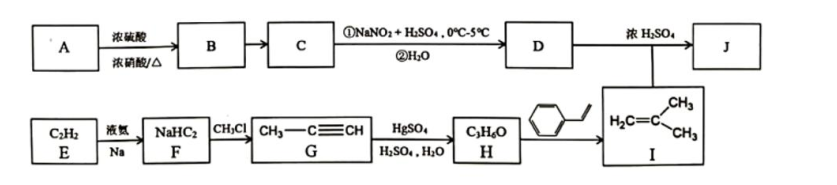 A
浓硫酸
浓硝酸/△
B
C
①NaNO₂ + H₂SO₄ , 0℃-5℃
②H₂O
D
浓 H₂SO₄
J
C₂H₂
E
液氨
Na
NaHC₂
F
CH₃Cl
CH₃—C≡CH
G
HgSO₄
H₂SO₄ , H₂O
C₃H₆O
H
H₂C=C
CH₃
CH₃
I